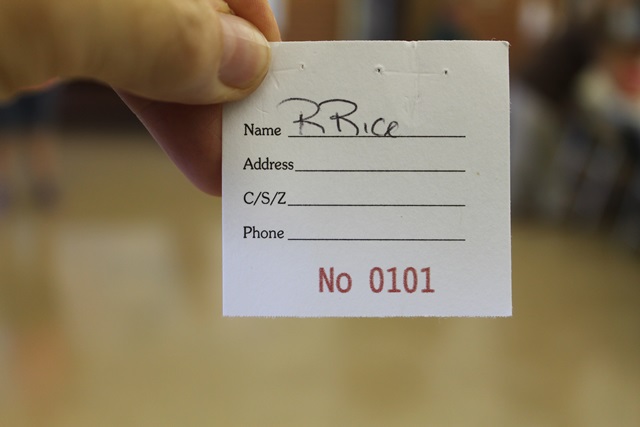 Name R Rice
Address
C/S/Z
Phone
No 0101